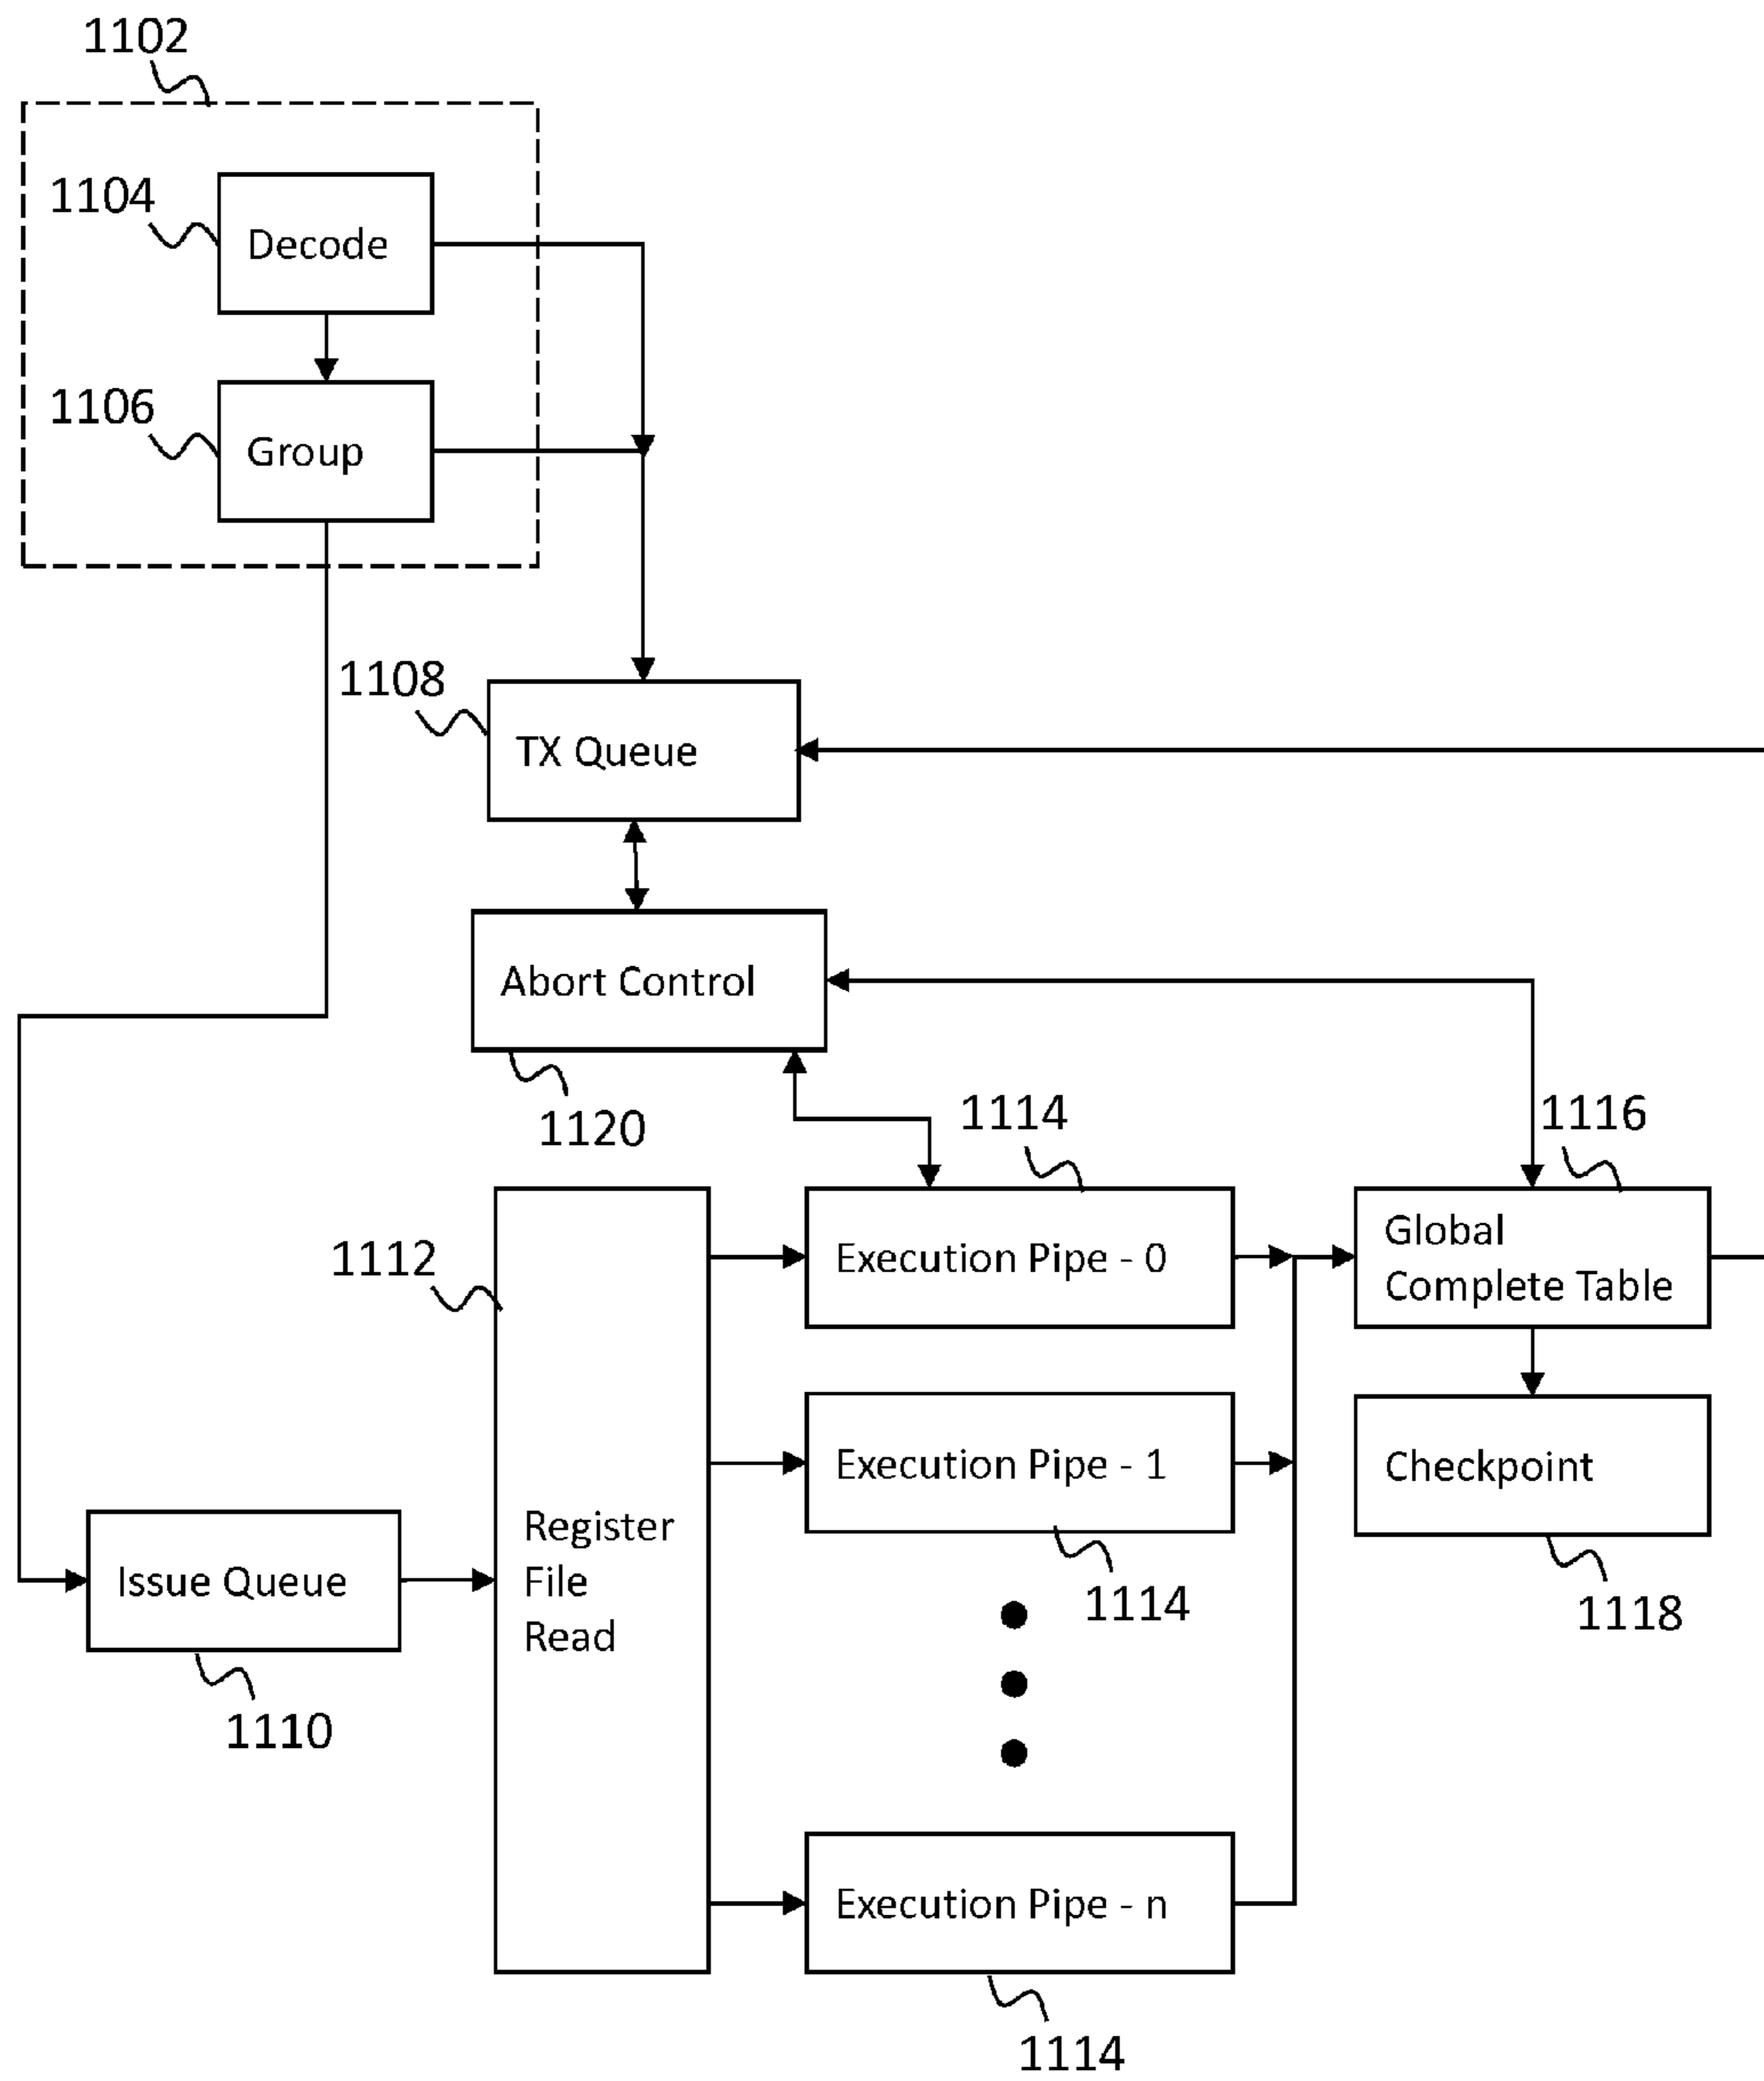 1102
1104
Decode
1106
Group
1108
TX Queue
Abort Control
1120
1114
1116
1112
Execution Pipe - 0
Global
Complete Table
Execution Pipe - 1
Checkpoint
Register
File
Read
Issue Queue
1114
1118
1110
Execution Pipe - n
1114